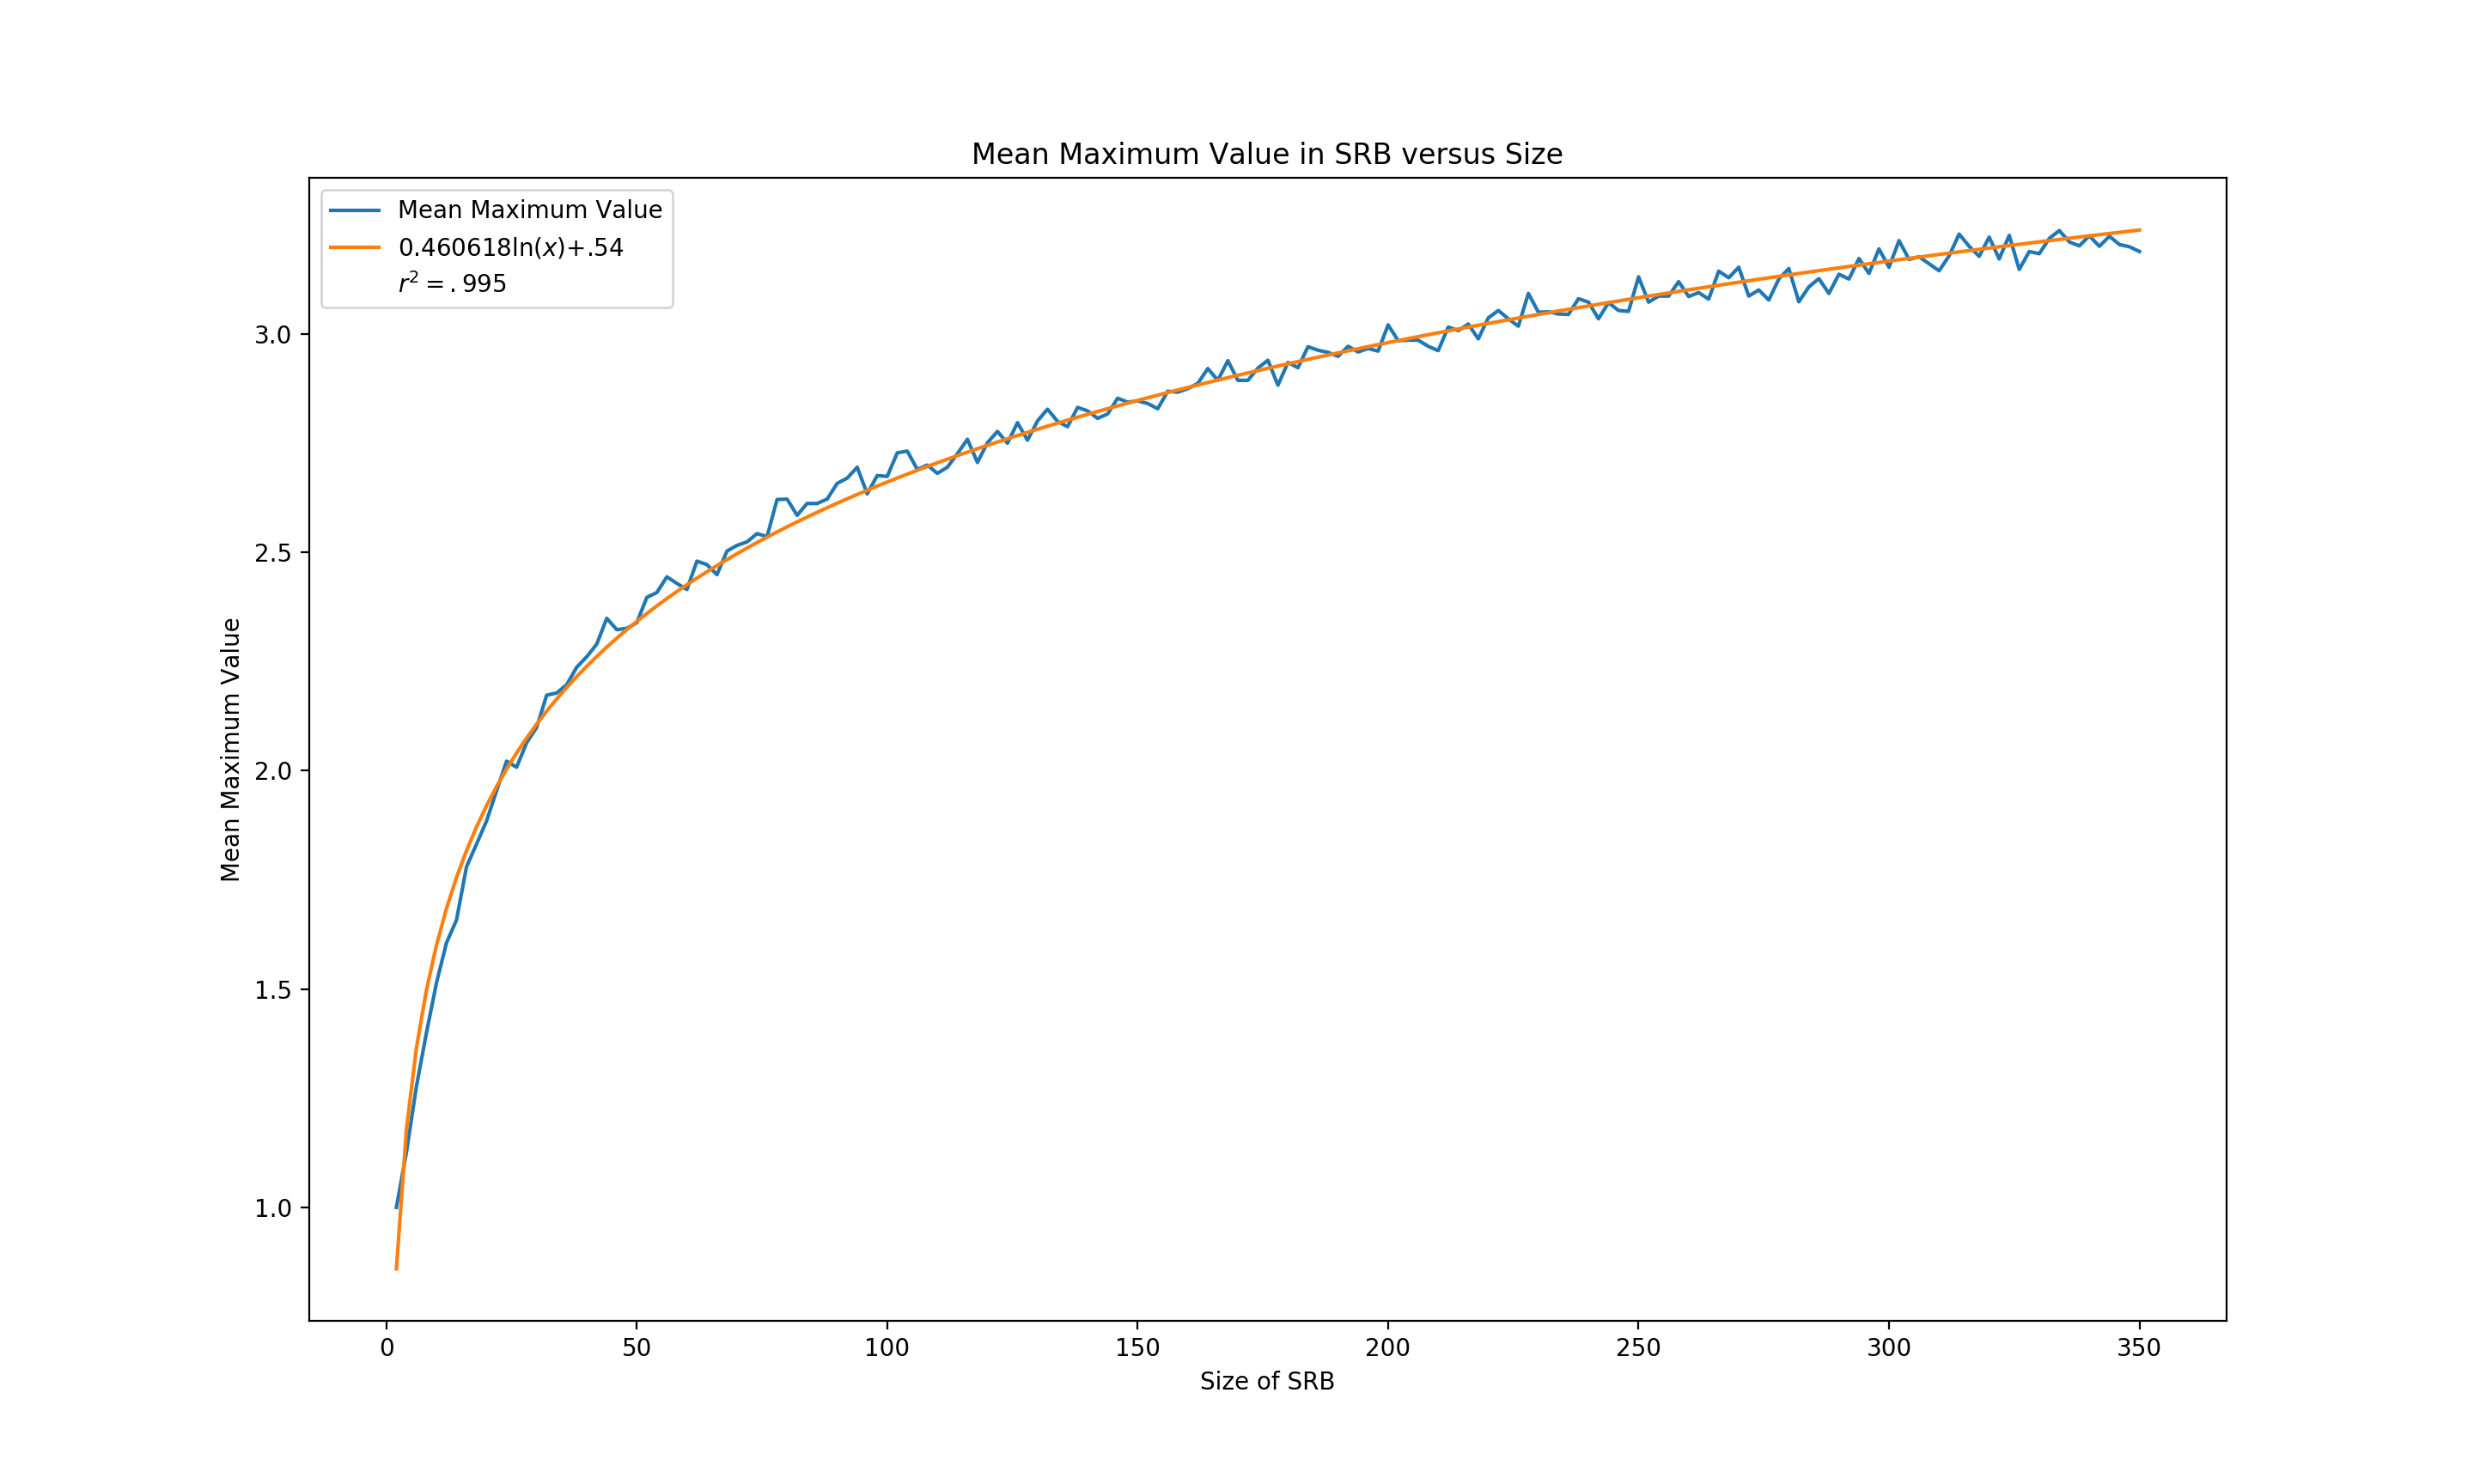 Mean Maximum Value in SRB versus Size
Mean Maximum Value
0.460618ln(x)+.54
r² = .995
Mean Maximum Value
3.0
2.5
2.0
1.5
1.0
0 50 100 150 200 250 300 350
Size of SRB